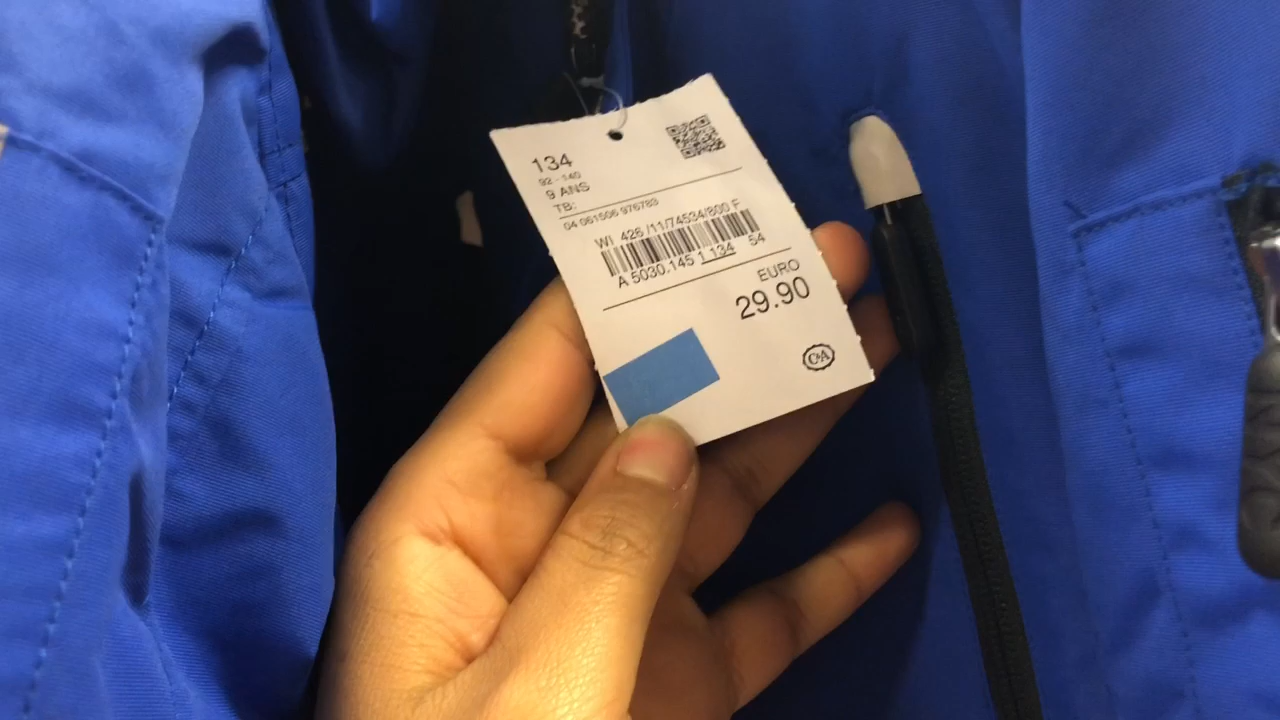 134
92 - 140
9 ANS
TB:
04 061506 976783
WI 426 /11/74534/800 F
A 5030.145 1 134 54
EURO
29.90
C&A